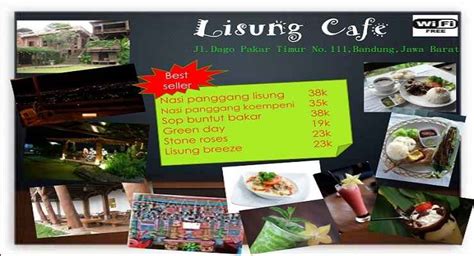 Lisung Cafe
WiFi
FREE
Jl.Dago Pakar Timur No.111,Bandung,Jawa Barat
Best
seller
Nasi panggang lisung 38k
Nasi panggang koempeni 35k
Sop buntut bakar 38k
Green day 19k
Stone roses 23k
Lisung breeze 23k